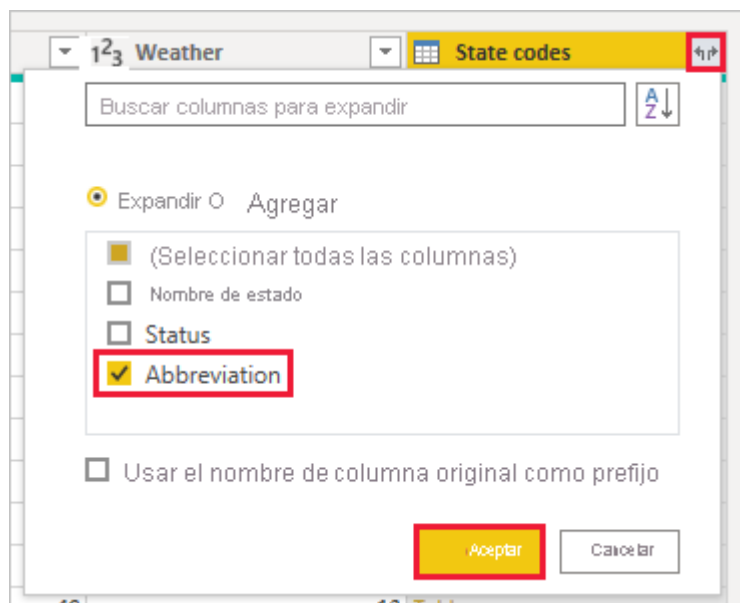 1²3 Weather State codes
Buscar columnas para expandir
A
Z
Expandir O Agregar
(Seleccionar todas las columnas)
Nombre de estado
Status
Abbreviation
Usar el nombre de columna original como prefijo
Aceptar Cancelar